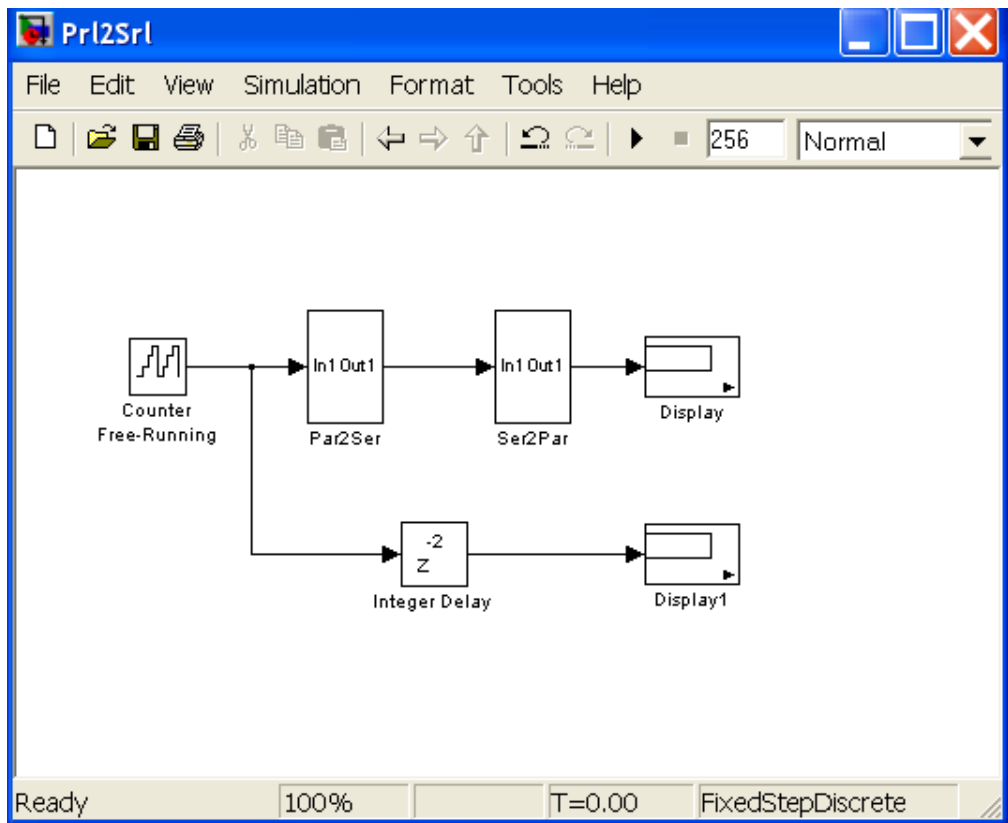 Prl2Srl
File Edit View Simulation Format Tools Help
256 Normal
In1 Out1 In1 Out1
Counter
Free-Running
Par2Ser
Ser2Par
Display
-2
Z
Integer Delay
Display1
Ready 100% T=0.00 FixedStepDiscrete